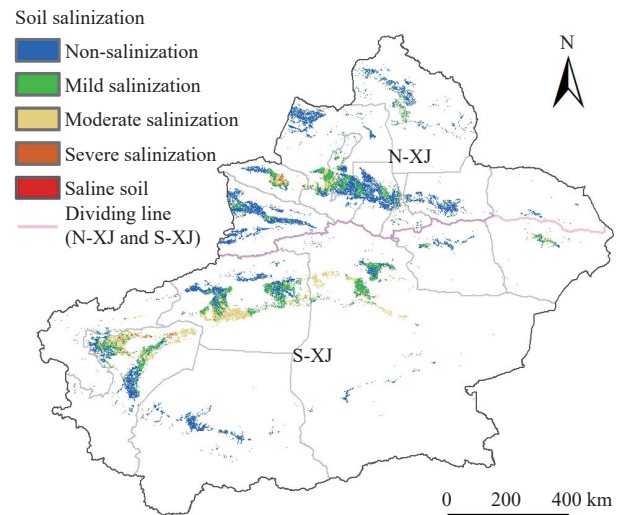 Soil salinization
Non-salinization
Mild salinization
Moderate salinization
Severe salinization
Saline soil
Dividing line
(N-XJ and S-XJ)
N
N-XJ
S-XJ
0 200 400 km